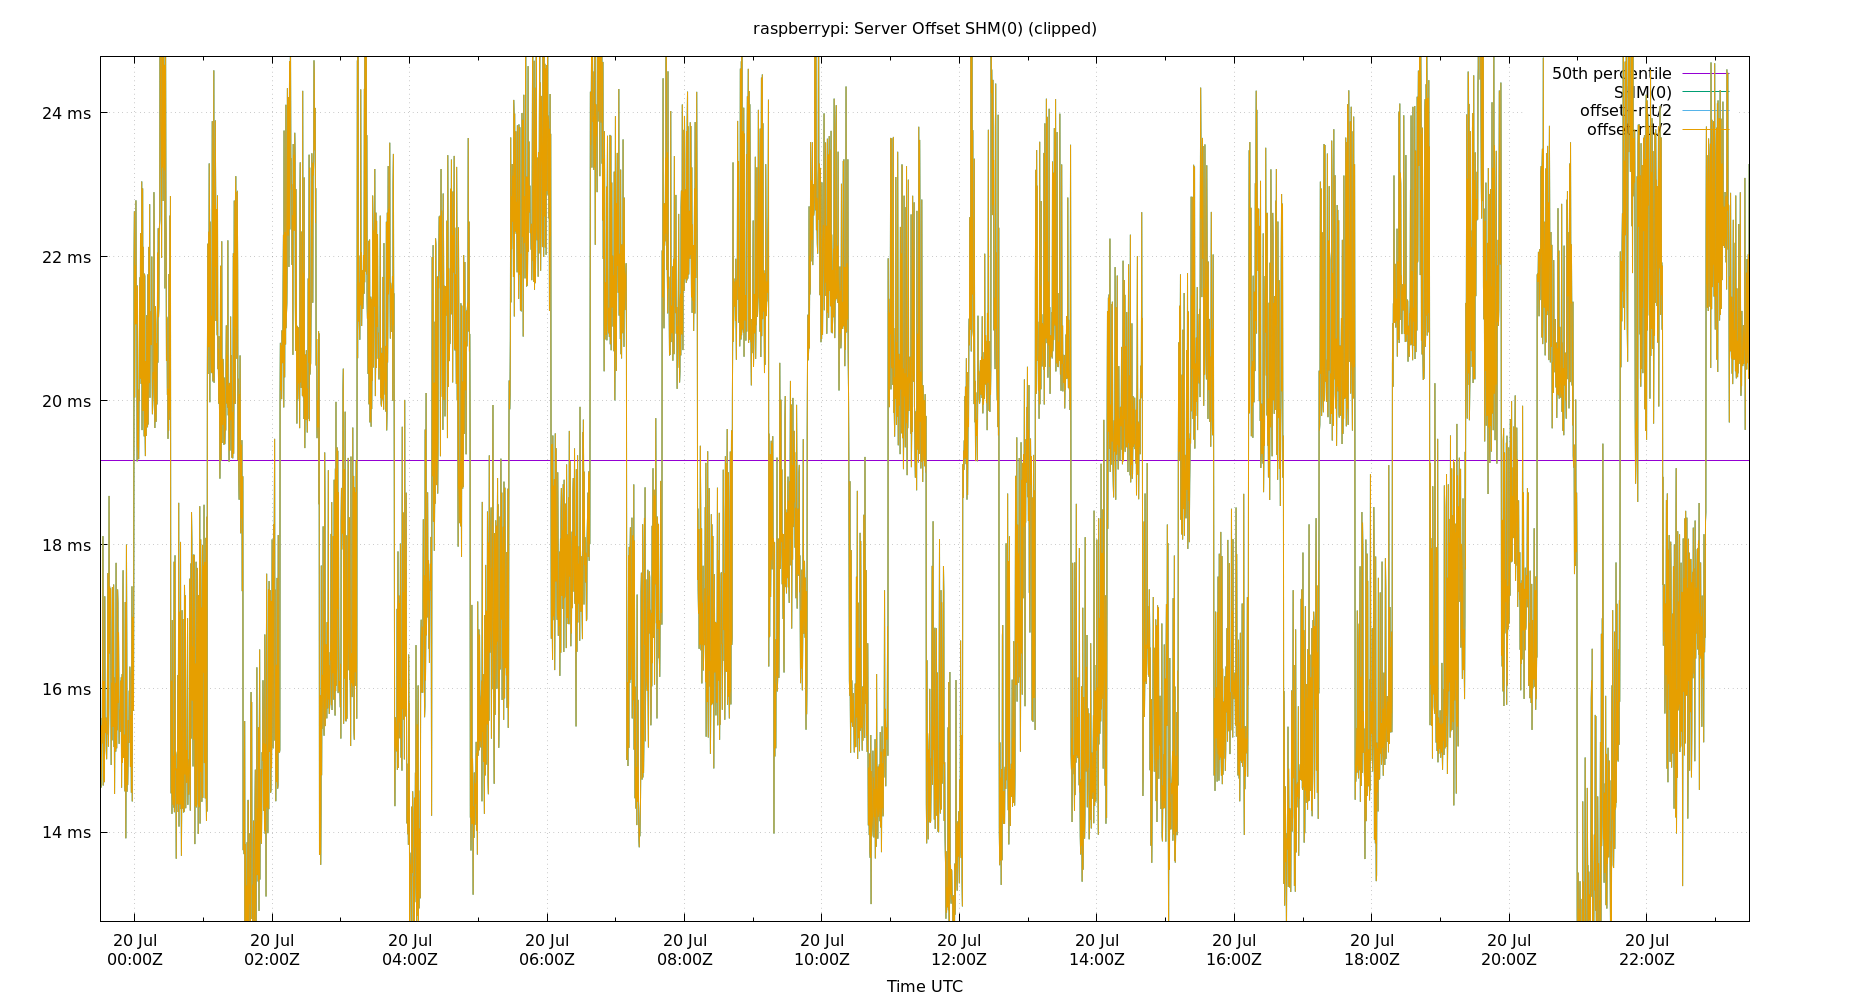 raspberrypi: Server Offset SHM(0) (clipped)
50th percentile
SHM(0)
offset+rtt/2
offset-rtt/2
24 ms
22 ms
20 ms
18 ms
16 ms
14 ms
20 Jul 20 Jul 20 Jul 20 Jul 20 Jul 20 Jul 20 Jul 20 Jul 20 Jul 20 Jul 20 Jul 20 Jul
00:00Z 02:00Z 04:00Z 06:00Z 08:00Z 10:00Z 12:00Z 14:00Z 16:00Z 18:00Z 20:00Z 22:00Z
Time UTC